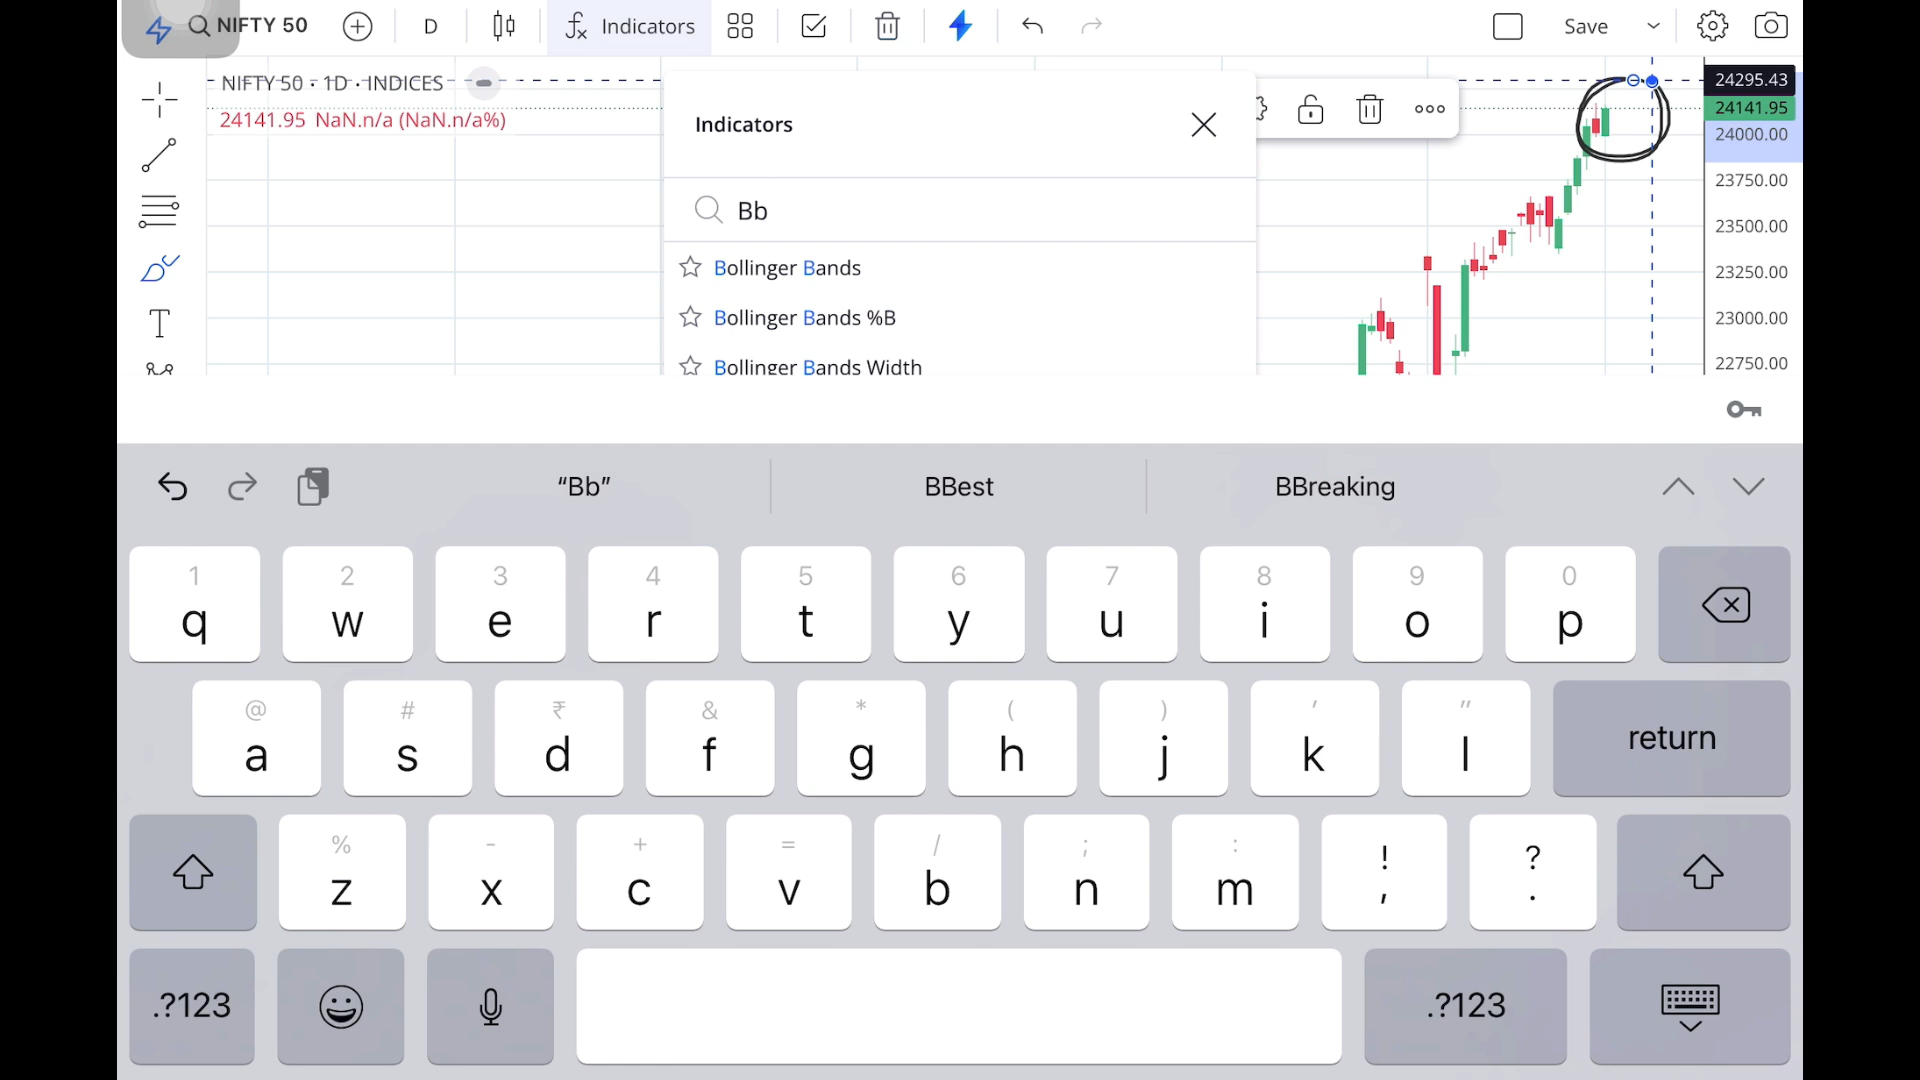 NIFTY 50
D
Indicators
Save
NIFTY 50 · 1D · INDICES
24141.95 NaN.n/a (NaN.n/a%)
24295.43
24141.95
24000.00
23750.00
23500.00
23250.00
23000.00
22750.00
Indicators
Bb
Bollinger Bands
Bollinger Bands %B
Bollinger Bands Width
“Bb” BBest BBreaking
1 2 3 4 5 6 7 8 9 0
q w e r t y u i o p
@ # ₹ & * ( ) ' "
a s d f g h j k l return
% - + = / ; : ! ?
z x c v b n m , .
.?123 .?123